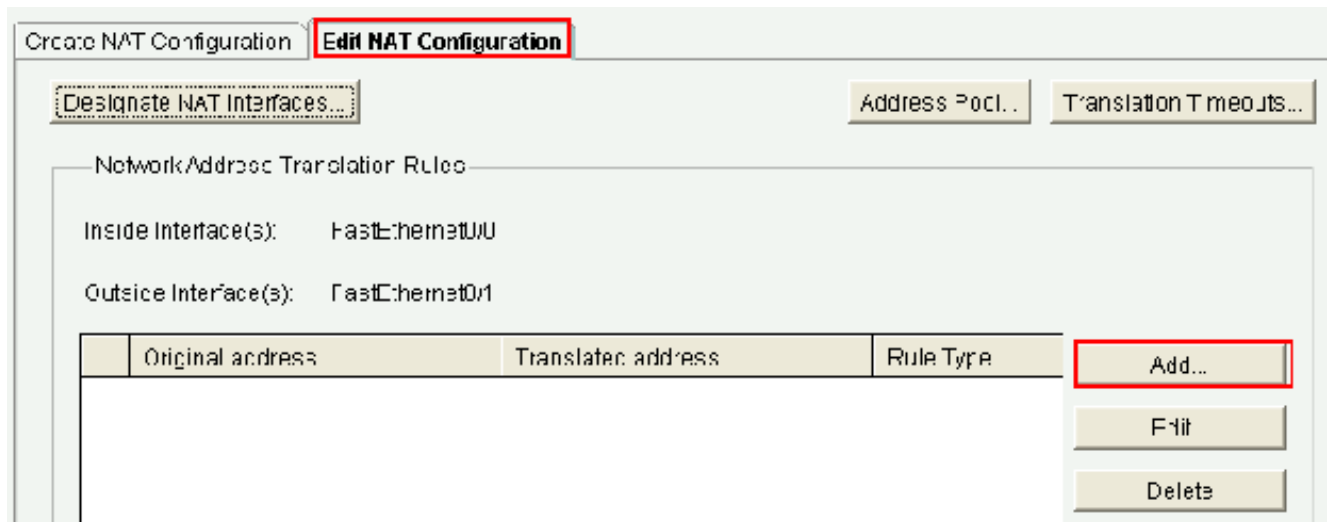 Create NAT Configuration
Edit NAT Configuration
Designate NAT Interfaces...
Address Pool...
Translation Timeouts...
Network Address Translation Rules
Inside Interface(s): FastEthernet0/0
Outside Interface(s): FastEthernet0/1
Original address Translated address Rule Type
Add...
Edit
Delete